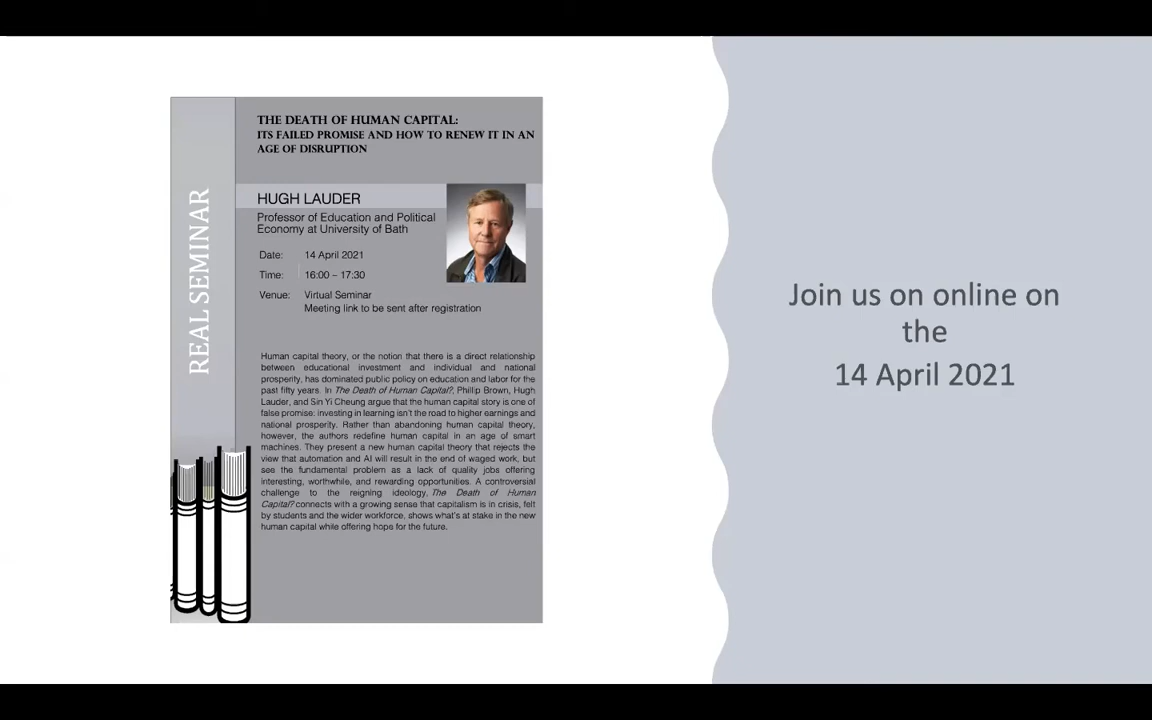 REAL SEMINAR
THE DEATH OF HUMAN CAPITAL:
ITS FAILED PROMISE AND HOW TO RENEW IT IN AN
AGE OF DISRUPTION
HUGH LAUDER
Professor of Education and Political
Economy at University of Bath
Date: 14 April 2021
Time: 16:00 – 17:30
Venue: Virtual Seminar
Meeting link to be sent after registration
Human capital theory, or the notion that there is a direct relationship
between educational investment and individual and national
prosperity, has dominated public policy on education and labor for the
past fifty years. In The Death of Human Capital?, Phillip Brown, Hugh
Lauder, and Sin Yi Cheung argue that the human capital story is one of
false promise: investing in learning isn't the road to higher earnings and
national prosperity. Rather than abandoning human capital theory,
however, the authors redefine human capital in an age of smart
machines. They present a new human capital theory that rejects the
view that automation and AI will result in the end of waged work, but
see the fundamental problem as a lack of quality jobs offering
interesting, worthwhile, and rewarding opportunities. A controversial
challenge to the reigning ideology, The Death of Human
Capital? connects with a growing sense that capitalism is in crisis, felt
by students and the wider workforce, shows what's at stake in the new
human capital while offering hope for the future.
Join us on online on
the
14 April 2021